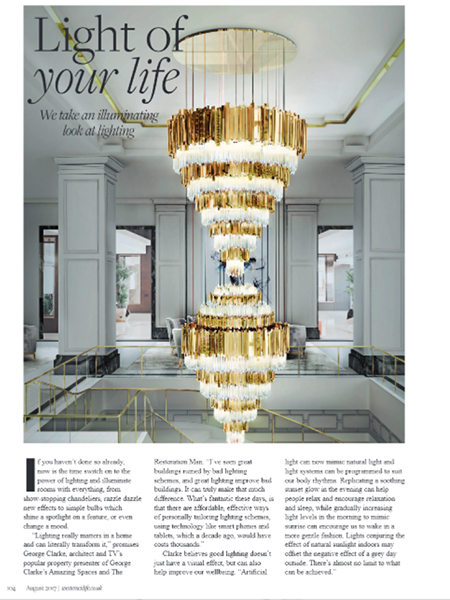 Light of
your life
We take an illuminating
look at lighting
If you haven't done so already,
now is the time switch on to the
power of lighting and illuminate
rooms with everything, from
show-stopping chandeliers, razzle dazzle
new effects to simple bulbs which
shine a spotlight on a feature, or even
change a mood.
"Lighting really matters in a home
and can literally transform it," promises
George Clarke, architect and TV's
popular property presenter of George
Clarke's Amazing Spaces and The
Restoration Man. "I've seen great
buildings ruined by bad lighting
schemes, and great lighting improve bad
buildings. It can truly make that much
difference. What's fantastic these days, is
that there are affordable, effective ways
of personally tailoring lighting schemes,
using technology like smart phones and
tablets, which a decade ago, would have
costs thousands."
Clarke believes good lighting doesn't
just have a visual effect, but can also
help improve our wellbeing. "Artificial
light can now mimic natural light and
light systems can be programmed to suit
our body rhythms. Replicating a soothing
sunset glow in the evening can help
people relax and encourage relaxation
and sleep, while gradually increasing
light levels in the morning to mimic
sunrise can encourage us to wake in a
more gentle fashion. Lights conjuring the
effect of natural sunlight indoors may
offset the negative effect of a grey day
outside. There's almost no limit to what
can be achieved."
104 August 2017 |